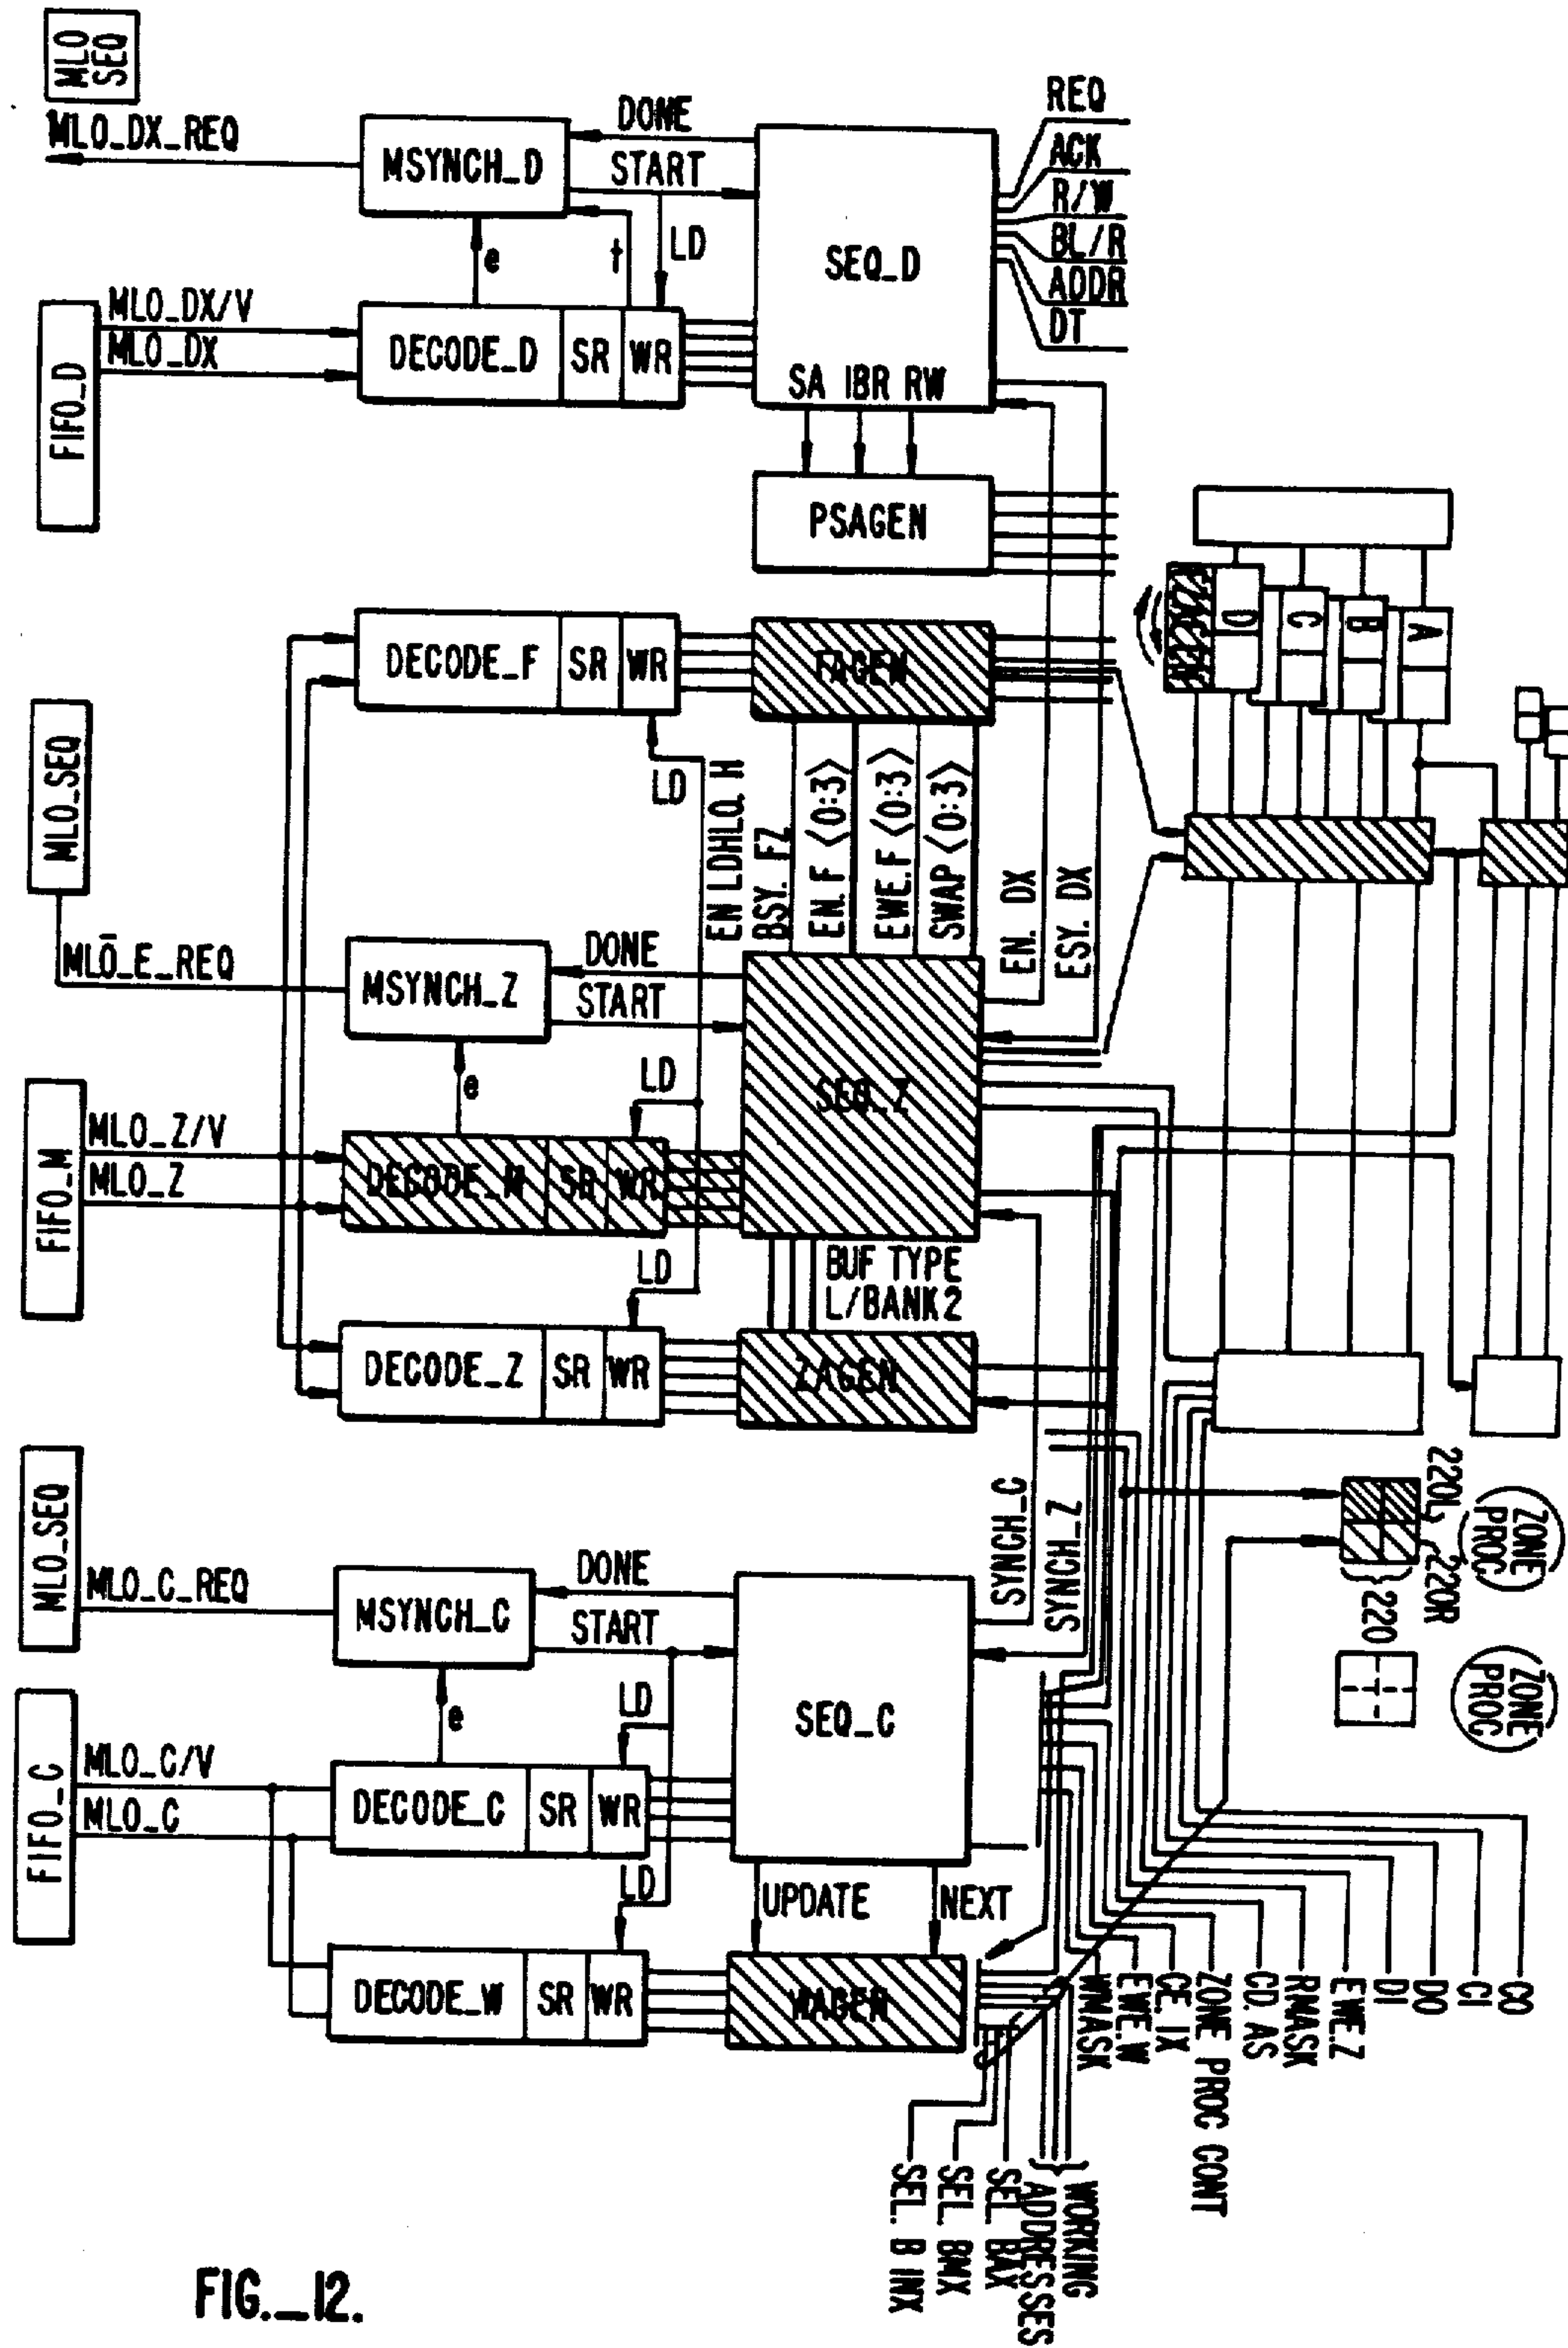 MLO
SEQ
MLO_DX_REQ
MSYNCH_D
DONE
START
LD
e
t
SEQ_D
REQ
ACK
R/W
BL/R
ADDR
DT
FIFO_D
MLO_DX/V
MLO_DX
DECODE_D
SR
WR
SA IBR RW
PSAGEN
DECODE_F
SR
WR
FAGEN
LD
D
C
B
A
MLO_SEQ
MLO_E_REQ
MSYNCH_Z
DONE
START
EN LDHILO. H
BSY. FZ
EN.F <0:3>
EWE.F <0:3>
SWAP <0:3>
EN. DX
ESY. DX
SEQ_Z
LD
e
FIFO_M
MLO_Z/V
MLO_Z
DECODE_M
SR
WR
LD
BUF TYPE
L/BANK2
DECODE_Z
SR
WR
ZAGEN
SYNCH_C
SYNCH_Z
220L
220R
220
ZONE
PROC
ZONE
PROC
MLO_SEQ
MLO_C_REQ
MSYNCH_C
DONE
START
SEQ_C
LD
e
FIFO_C
MLO_C/V
MLO_C
DECODE_C
SR
WR
LD
UPDATE
NEXT
DECODE_W
SR
WR
WAGEN
CO
CI
DO
DI
EWE.Z
RMASK
CD. AS
ZONE PROC CONT
CE. IX
EWE.W
WMASK
WORKING
ADDRESSES
SEL. BAX
SEL. BMX
SEL. B INX
FIG._12.